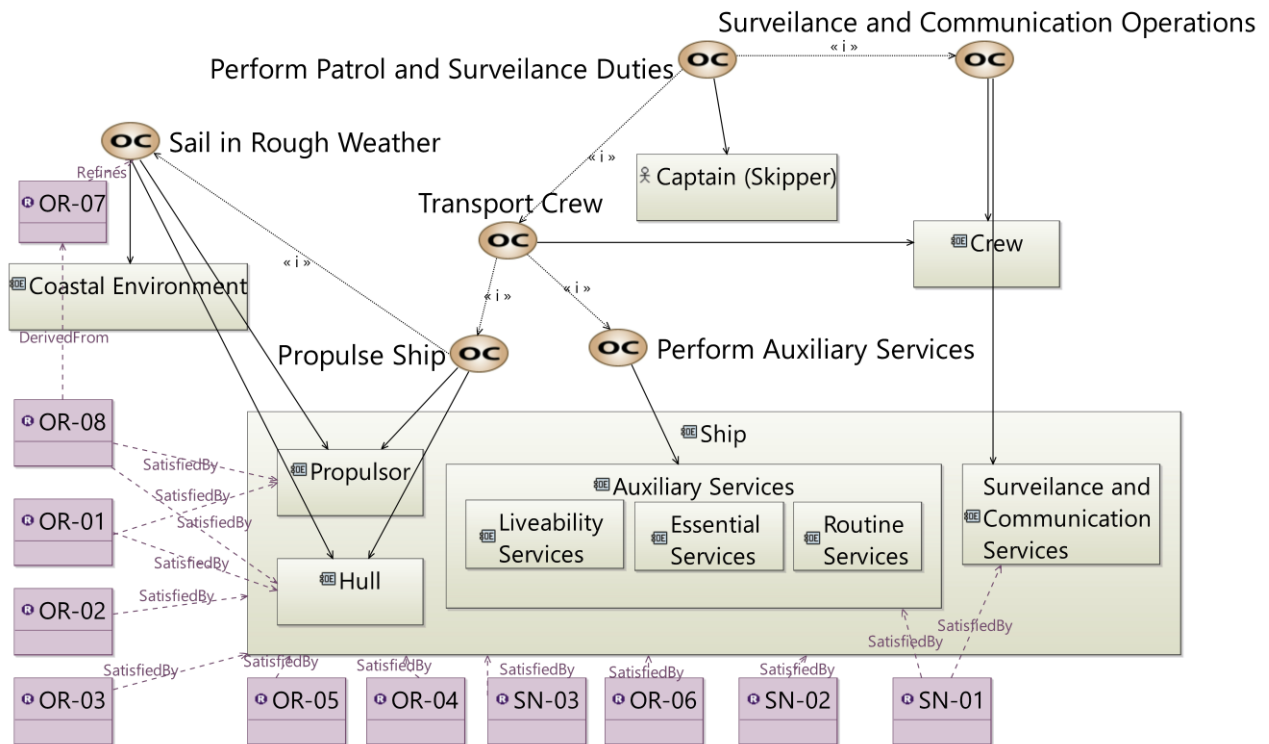 Surveilance and Communication Operations
« i »
OC
OC
Perform Patrol and Surveilance Duties
OC
Sail in Rough Weather
« i »
Refines
OR-07
Captain (Skipper)
Transport Crew
OC
Crew
« i »
Coastal Environment
« i »
« i »
DerivedFrom
Propulse Ship
OC
OC
Perform Auxiliary Services
OR-08
Ship
SatisfiedBy
Propulsor
Auxiliary Services
Surveilance and
Communication
Services
SatisfiedBy
OR-01
SatisfiedBy
Liveability
Services
Essential
Services
Routine
Services
SatisfiedBy
Hull
OR-02
SatisfiedBy
SatisfiedBy
SatisfiedBy
OR-03
SatisfiedBy
SatisfiedBy
OR-05
SatisfiedBy
OR-04
SatisfiedBy
SN-03
SatisfiedBy
OR-06
SatisfiedBy
SN-02
SN-01